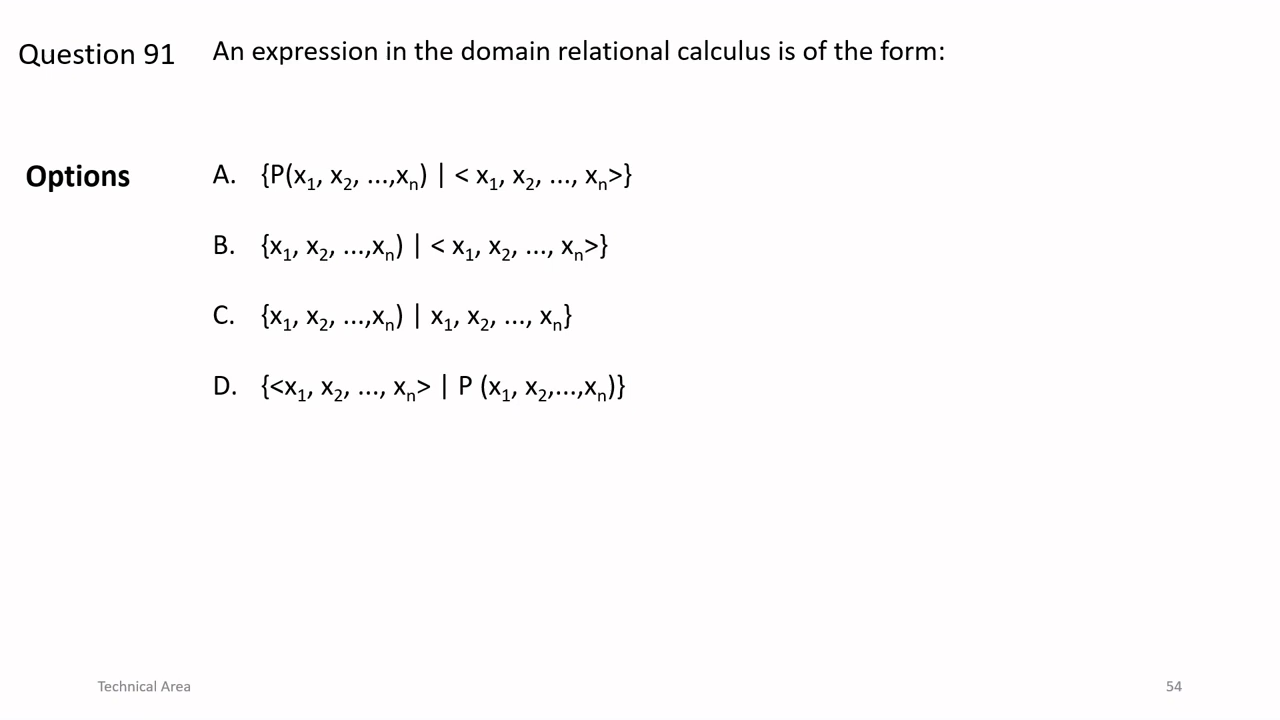 Question 91 An expression in the domain relational calculus is of the form:
Options A. {P(x₁, x₂, ...,xₙ) | < x₁, x₂, ..., xₙ>}
B. {x₁, x₂, ...,xₙ) | < x₁, x₂, ..., xₙ>}
C. {x₁, x₂, ...,xₙ) | x₁, x₂, ..., xₙ}
D. {<x₁, x₂, ..., xₙ> | P (x₁, x₂,...,xₙ)}
Technical Area 54